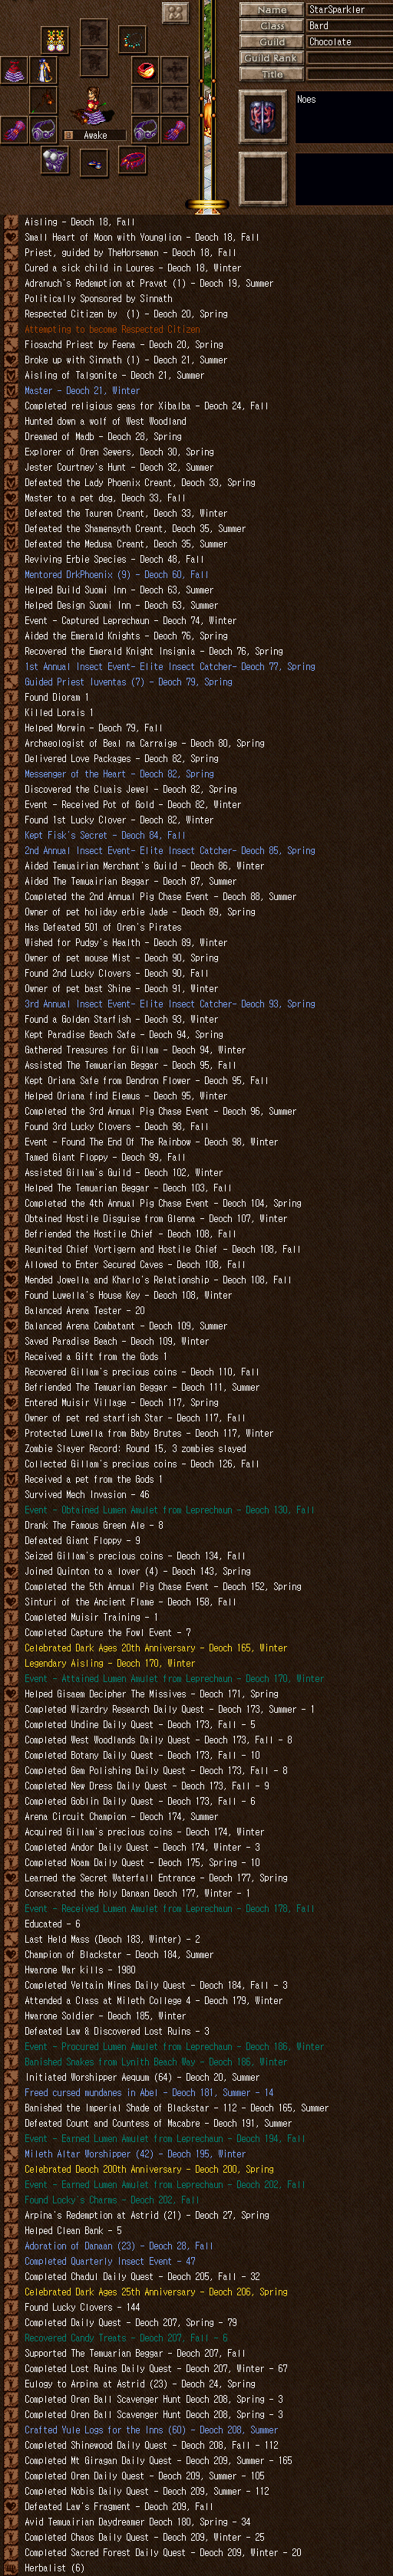 Name StarSparkler
Class Bard
Guild Chocolate
Guild Rank
Title
Noes
Awake
Aisling - Deoch 18, Fall
Small Heart of Moon with Younglion - Deoch 18, Fall
Priest, guided by TheHorseman - Deoch 18, Fall
Cured a sick child in Loures - Deoch 18, Winter
Adranuch's Redemption at Pravat (1) - Deoch 19, Summer
Politically Sponsored by Sinnath
Respected Citizen by (1) - Deoch 20, Spring
Attempting to become Respected Citizen
Fiosachd Priest by Feena - Deoch 20, Spring
Broke up with Sinnath (1) - Deoch 21, Summer
Aisling of Talgonite - Deoch 21, Summer
Master - Deoch 21, Winter
Completed religious geas for Xibalba - Deoch 24, Fall
Hunted down a wolf of West Woodland
Dreamed of Madb - Deoch 28, Spring
Explorer of Oren Sewers, Deoch 30, Spring
Jester Courtney's Hunt - Deoch 32, Summer
Defeated the Lady Phoenix Creant, Deoch 33, Spring
Master to a pet dog, Deoch 33, Fall
Defeated the Tauren Creant, Deoch 33, Winter
Defeated the Shamensyth Creant, Deoch 35, Summer
Defeated the Medusa Creant, Deoch 35, Summer
Reviving Erbie Species - Deoch 48, Fall
Mentored DrkPhoenix (9) - Deoch 60, Fall
Helped Build Suomi Inn - Deoch 63, Summer
Helped Design Suomi Inn - Deoch 63, Summer
Event - Captured Leprechaun - Deoch 74, Winter
Aided the Emerald Knights - Deoch 76, Spring
Recovered the Emerald Knight Insignia - Deoch 76, Spring
1st Annual Insect Event- Elite Insect Catcher- Deoch 77, Spring
Guided Priest Iuventas (7) - Deoch 79, Spring
Found Dioram 1
Killed Lorais 1
Helped Morwin - Deoch 79, Fall
Archaeologist of Beal na Carraige - Deoch 80, Spring
Delivered Love Packages - Deoch 82, Spring
Messenger of the Heart - Deoch 82, Spring
Discovered the Cluais Jewel - Deoch 82, Spring
Event - Received Pot of Gold - Deoch 82, Winter
Found 1st Lucky Clover - Deoch 82, Winter
Kept Fisk's Secret - Deoch 84, Fall
2nd Annual Insect Event- Elite Insect Catcher- Deoch 85, Spring
Aided Temuairian Merchant's Guild - Deoch 86, Winter
Aided The Temuairian Beggar - Deoch 87, Summer
Completed the 2nd Annual Pig Chase Event - Deoch 88, Summer
Owner of pet holiday erbie Jade - Deoch 89, Spring
Has Defeated 501 of Oren's Pirates
Wished for Pudgy's Health - Deoch 89, Winter
Owner of pet mouse Mist - Deoch 90, Spring
Found 2nd Lucky Clovers - Deoch 90, Fall
Owner of pet bast Shine - Deoch 91, Winter
3rd Annual Insect Event- Elite Insect Catcher- Deoch 93, Spring
Found a Golden Starfish - Deoch 93, Winter
Kept Paradise Beach Safe - Deoch 94, Spring
Gathered Treasures for Gillam - Deoch 94, Winter
Assisted The Temuairian Beggar - Deoch 95, Fall
Kept Oriana Safe from Dendron Flower - Deoch 95, Fall
Helped Oriana find Elemus - Deoch 95, Winter
Completed the 3rd Annual Pig Chase Event - Deoch 96, Summer
Found 3rd Lucky Clovers - Deoch 98, Fall
Event - Found The End Of The Rainbow - Deoch 98, Winter
Tamed Giant Floppy - Deoch 99, Fall
Assisted Gillam's Guild - Deoch 102, Winter
Helped The Temuarian Beggar - Deoch 103, Fall
Completed the 4th Annual Pig Chase Event - Deoch 104, Spring
Obtained Hostile Disguise from Glenna - Deoch 107, Winter
Befriended the Hostile Chief - Deoch 108, Fall
Reunited Chief Vortigern and Hostile Chief - Deoch 108, Fall
Allowed to Enter Secured Caves - Deoch 108, Fall
Mended Jowella and Kharlo's Relationship - Deoch 108, Fall
Found Luwella's House Key - Deoch 108, Winter
Balanced Arena Tester - 20
Balanced Arena Combatant - Deoch 109, Summer
Saved Paradise Beach - Deoch 109, Winter
Received a Gift from the Gods 1
Recovered Gillam's precious coins - Deoch 110, Fall
Befriended The Temuarian Beggar - Deoch 111, Summer
Entered Muisir Village - Deoch 117, Spring
Owner of pet red starfish Star - Deoch 117, Fall
Protected Luwella from Baby Brutes - Deoch 117, Winter
Zombie Slayer Record: Round 15, 3 zombies slayed
Collected Gillam's precious coins - Deoch 126, Fall
Received a pet from the Gods 1
Survived Mech Invasion - 46
Event - Obtained Lumen Amulet from Leprechaun - Deoch 130, Fall
Drank The Famous Green Ale - 8
Defeated Giant Floppy - 9
Seized Gillam's precious coins - Deoch 134, Fall
Joined Quinton to a lover (4) - Deoch 143, Spring
Completed the 5th Annual Pig Chase Event - Deoch 152, Spring
Sinturi of the Ancient Flame - Deoch 158, Fall
Completed Muisir Training - 1
Completed Capture the Fowl Event - 7
Celebrated Dark Ages 20th Anniversary - Deoch 165, Winter
Legendary Aisling - Deoch 170, Winter
Event - Attained Lumen Amulet from Leprechaun - Deoch 170, Winter
Helped Gisaem Decipher The Missives - Deoch 171, Spring
Completed Wizardry Research Daily Quest - Deoch 173, Summer - 1
Completed Undine Daily Quest - Deoch 173, Fall - 5
Completed West Woodlands Daily Quest - Deoch 173, Fall - 8
Completed Botany Daily Quest - Deoch 173, Fall - 10
Completed Gem Polishing Daily Quest - Deoch 173, Fall - 8
Completed New Dress Daily Quest - Deoch 173, Fall - 9
Completed Goblin Daily Quest - Deoch 173, Fall - 6
Arena Circuit Champion - Deoch 174, Summer
Acquired Gillam's precious coins - Deoch 174, Winter
Completed Andor Daily Quest - Deoch 174, Winter - 3
Completed Noam Daily Quest - Deoch 175, Spring - 10
Learned the Secret Waterfall Entrance - Deoch 177, Spring
Consecrated the Holy Danaan Deoch 177, Winter - 1
Event - Received Lumen Amulet from Leprechaun - Deoch 178, Fall
Educated - 6
Last Held Mass (Deoch 183, Winter) - 2
Champion of Blackstar - Deoch 184, Summer
Hwarone War kills - 1980
Completed Yeltain Mines Daily Quest - Deoch 184, Fall - 3
Attended a Class at Mileth College 4 - Deoch 179, Winter
Hwarone Soldier - Deoch 185, Winter
Defeated Law & Discovered Lost Ruins - 3
Event - Procured Lumen Amulet from Leprechaun - Deoch 186, Winter
Banished Snakes from Lynith Beach Way - Deoch 186, Winter
Initiated Worshipper Aequum (64) - Deoch 20, Summer
Freed cursed mundanes in Abel - Deoch 181, Summer - 14
Banished the Imperial Shade of Blackstar - 112 - Deoch 165, Summer
Defeated Count and Countess of Macabre - Deoch 191, Summer
Event - Earned Lumen Amulet from Leprechaun - Deoch 194, Fall
Mileth Altar Worshipper (42) - Deoch 195, Winter
Celebrated Deoch 200th Anniversary - Deoch 200, Spring
Event - Earned Lumen Amulet from Leprechaun - Deoch 202, Fall
Found Locky's Charms - Deoch 202, Fall
Arpina's Redemption at Astrid (21) - Deoch 27, Spring
Helped Clean Bank - 5
Adoration of Danaan (23) - Deoch 28, Fall
Completed Quarterly Insect Event - 47
Completed Chadul Daily Quest - Deoch 205, Fall - 32
Celebrated Dark Ages 25th Anniversary - Deoch 206, Spring
Found Lucky Clovers - 144
Completed Daily Quest - Deoch 207, Spring - 79
Recovered Candy Treats - Deoch 207, Fall - 6
Supported The Temuarian Beggar - Deoch 207, Fall
Completed Lost Ruins Daily Quest - Deoch 207, Winter - 67
Eulogy to Arpina at Astrid (23) - Deoch 24, Spring
Completed Oren Ball Scavenger Hunt Deoch 208, Spring - 3
Completed Oren Ball Scavenger Hunt Deoch 208, Spring - 3
Crafted Yule Logs for the Inns (60) - Deoch 208, Summer
Completed Shinewood Daily Quest - Deoch 208, Fall - 112
Completed Mt Giragan Daily Quest - Deoch 209, Summer - 165
Completed Oren Daily Quest - Deoch 209, Summer - 105
Completed Nobis Daily Quest - Deoch 209, Summer - 112
Defeated Law's Fragment - Deoch 209, Fall
Avid Temuairian Daydreamer Deoch 180, Spring - 34
Completed Chaos Daily Quest - Deoch 209, Winter - 25
Completed Sacred Forest Daily Quest - Deoch 209, Winter - 20
Herbalist (6)